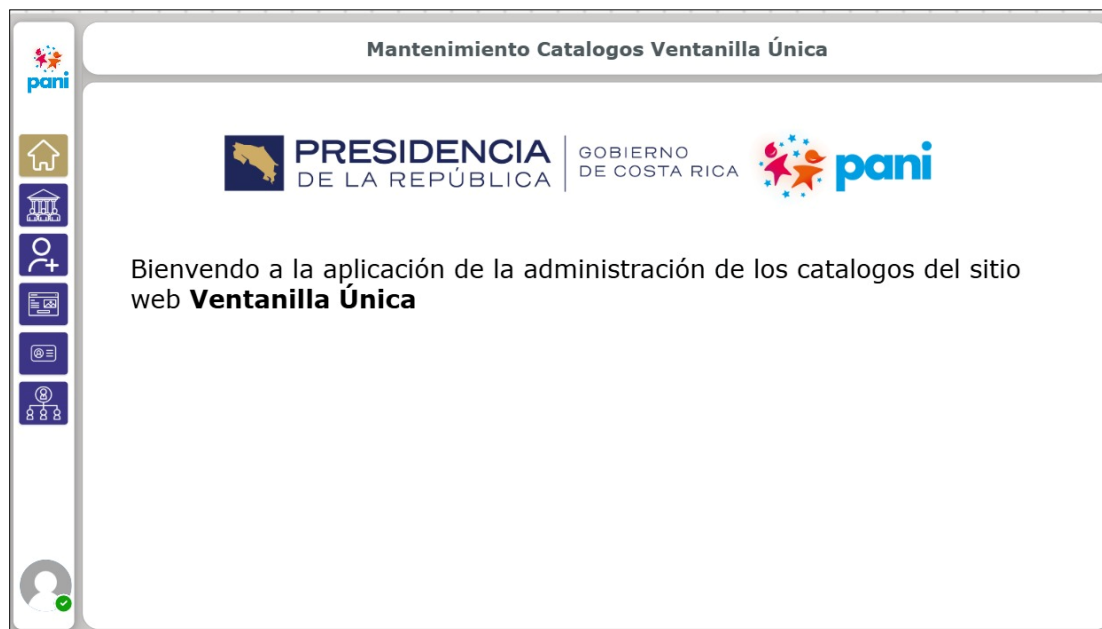 pani
Mantenimiento Catalogos Ventanilla Única
PRESIDENCIA
DE LA REPÚBLICA
GOBIERNO
DE COSTA RICA
pani
Bienvendo a la aplicación de la administración de los catalogos del sitio
web Ventanilla Única